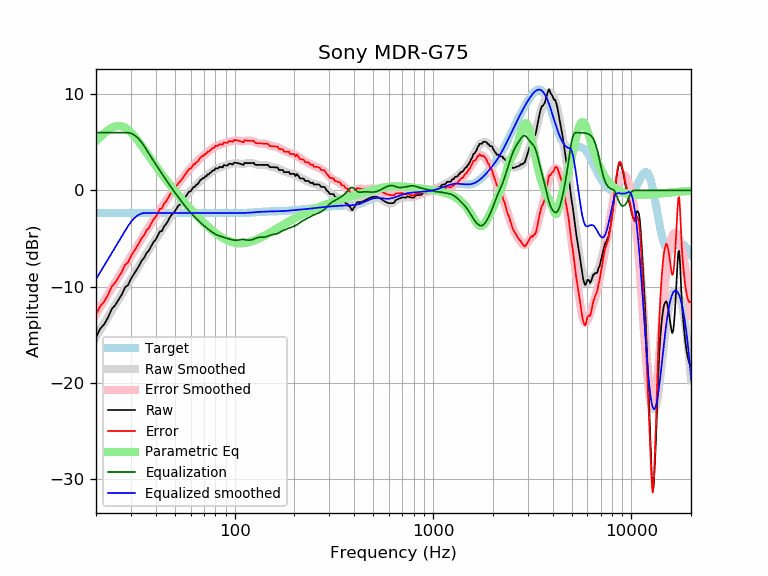 Sony MDR-G75
Amplitude (dBr)
10
0
−10
−20
−30
Target
Raw Smoothed
Error Smoothed
Raw
Error
Parametric Eq
Equalization
Equalized smoothed
100
1000
10000
Frequency (Hz)